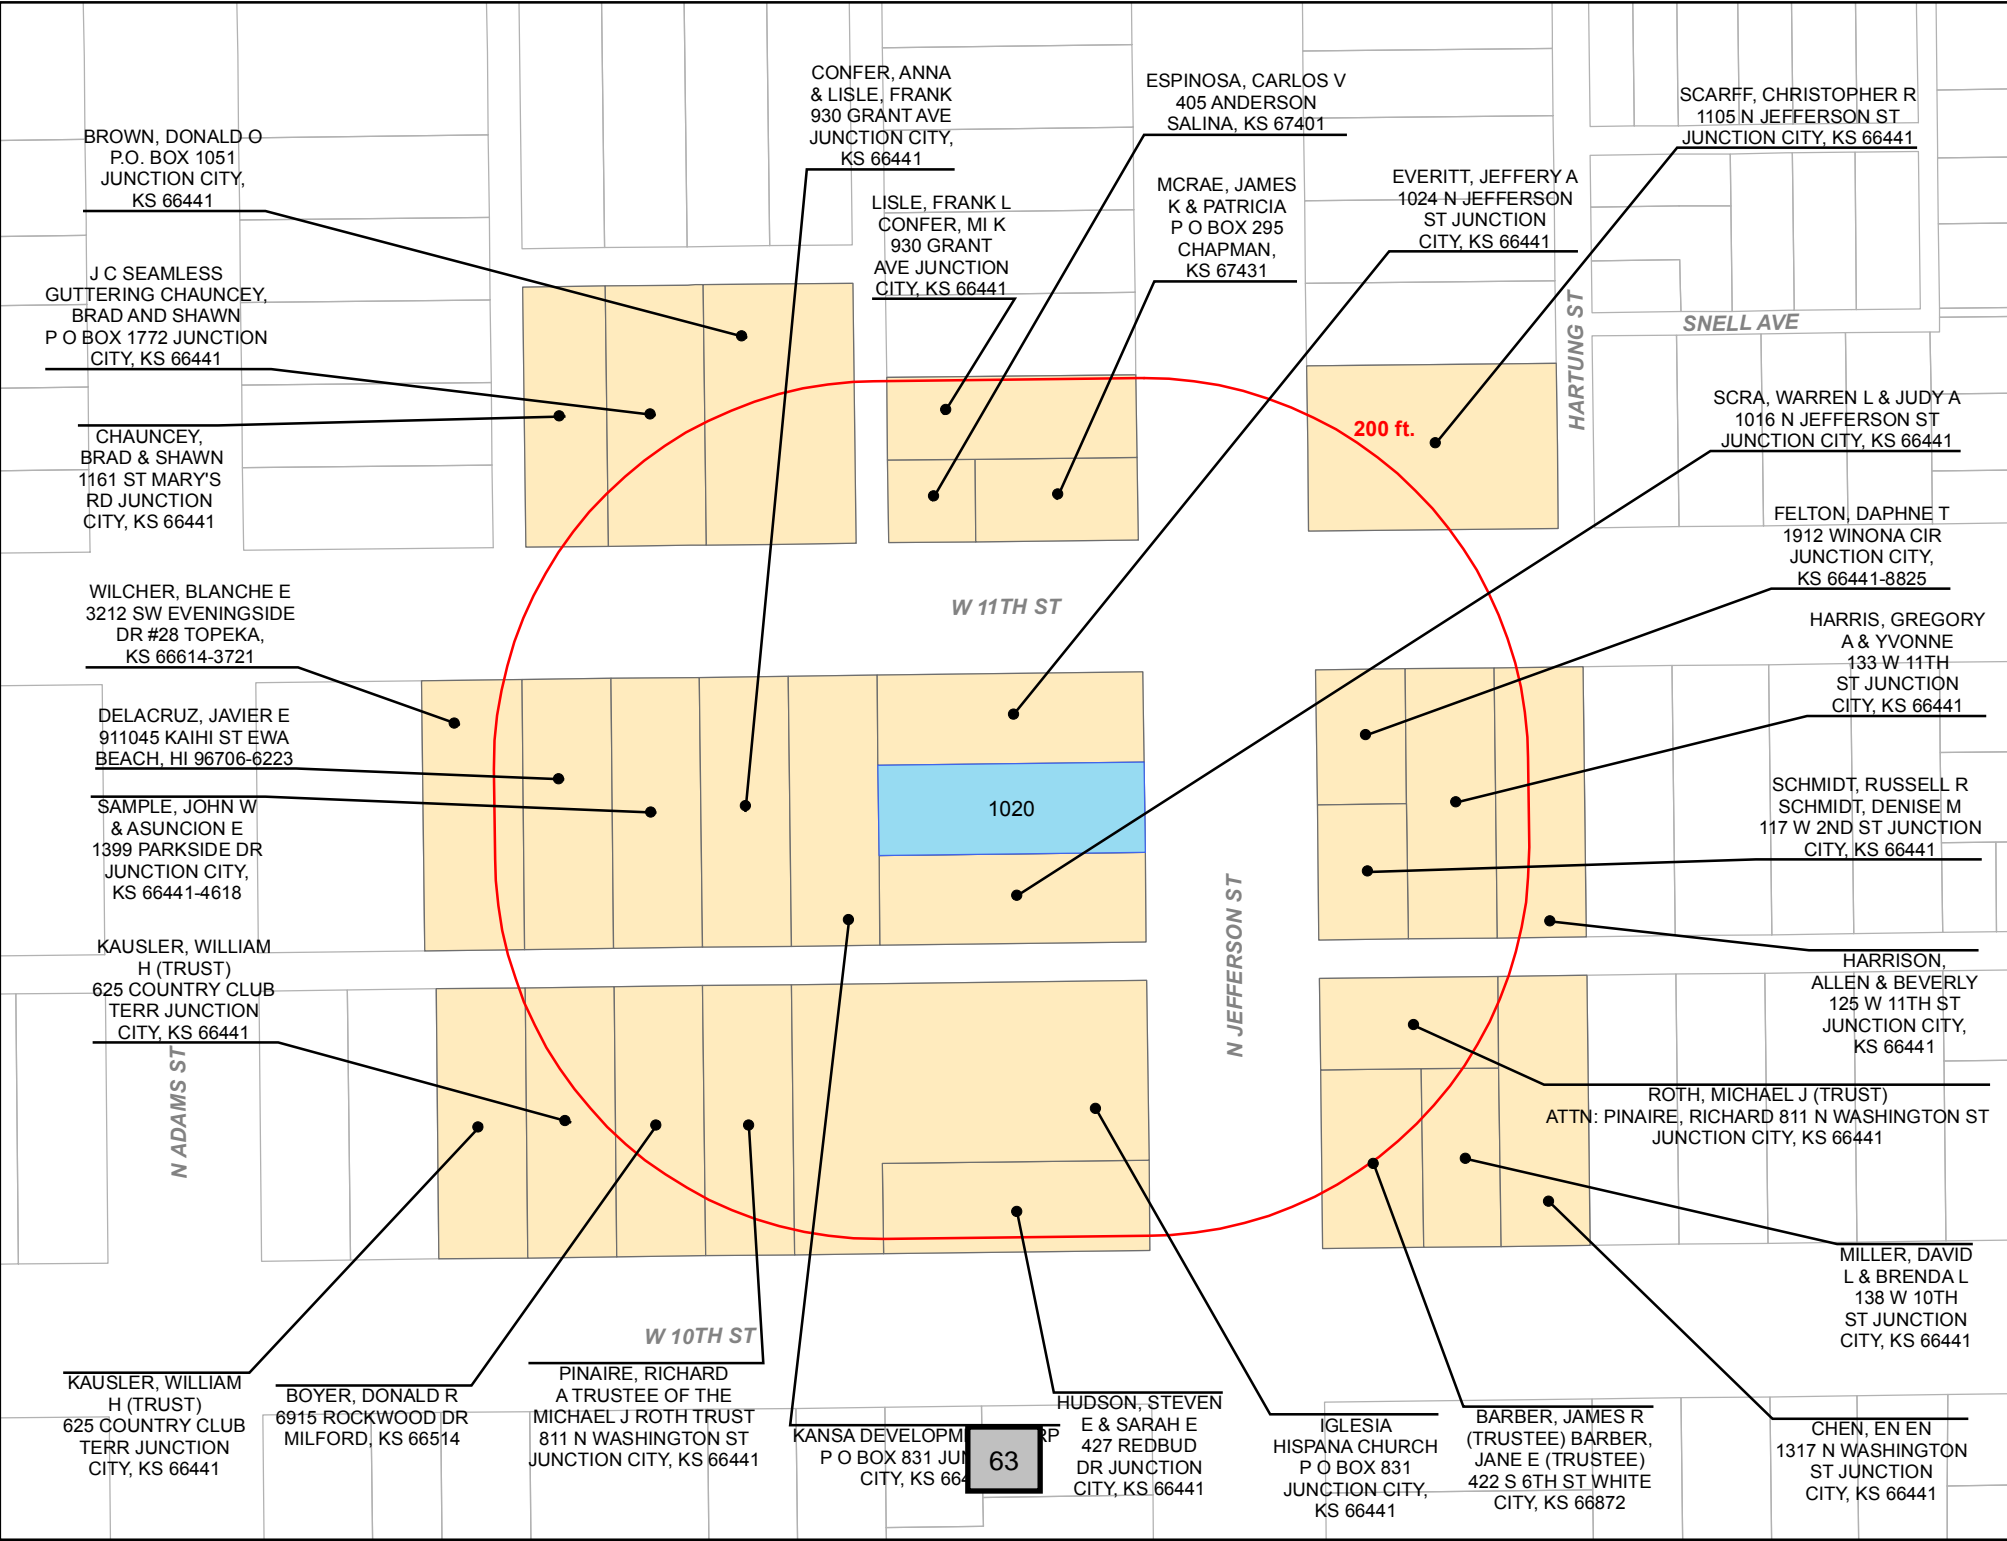 CONFER, ANNA
& LISLE, FRANK
930 GRANT AVE
JUNCTION CITY,
KS 66441
ESPINOSA, CARLOS V
405 ANDERSON
SALINA, KS 67401
SCARFF, CHRISTOPHER R
1105 N JEFFERSON ST
JUNCTION CITY, KS 66441
BROWN, DONALD O
P.O. BOX 1051
JUNCTION CITY,
KS 66441
LISLE, FRANK L
CONFER, MI K
930 GRANT
AVE JUNCTION
CITY, KS 66441
MCRAE, JAMES
K & PATRICIA
P O BOX 295
CHAPMAN,
KS 67431
EVERITT, JEFFERY A
1024 N JEFFERSON
ST JUNCTION
CITY, KS 66441
J C SEAMLESS
GUTTERING CHAUNCEY,
BRAD AND SHAWN
P O BOX 1772 JUNCTION
CITY, KS 66441
HARTUNG ST
SNELL AVE
200 ft.
SCRA, WARREN L & JUDY A
1016 N JEFFERSON ST
JUNCTION CITY, KS 66441
CHAUNCEY,
BRAD & SHAWN
1161 ST MARY'S
RD JUNCTION
CITY, KS 66441
FELTON, DAPHNE T
1912 WINONA CIR
JUNCTION CITY,
KS 66441-8825
WILCHER, BLANCHE E
3212 SW EVENINGSIDE
DR #28 TOPEKA,
KS 66614-3721
W 11TH ST
HARRIS, GREGORY
A & YVONNE
133 W 11TH
ST JUNCTION
CITY, KS 66441
DELACRUZ, JAVIER E
911045 KAIHI ST EWA
BEACH, HI 96706-6223
1020
SCHMIDT, RUSSELL R
SCHMIDT, DENISE M
117 W 2ND ST JUNCTION
CITY, KS 66441
SAMPLE, JOHN W
& ASUNCION E
1399 PARKSIDE DR
JUNCTION CITY,
KS 66441-4618
N JEFFERSON ST
KAUSLER, WILLIAM
H (TRUST)
625 COUNTRY CLUB
TERR JUNCTION
CITY, KS 66441
HARRISON,
ALLEN & BEVERLY
125 W 11TH ST
JUNCTION CITY,
KS 66441
N ADAMS ST
ROTH, MICHAEL J (TRUST)
ATTN: PINAIRE, RICHARD 811 N WASHINGTON ST
JUNCTION CITY, KS 66441
MILLER, DAVID
L & BRENDA L
138 W 10TH
ST JUNCTION
CITY, KS 66441
W 10TH ST
KAUSLER, WILLIAM
H (TRUST)
625 COUNTRY CLUB
TERR JUNCTION
CITY, KS 66441
BOYER, DONALD R
6915 ROCKWOOD DR
MILFORD, KS 66514
PINAIRE, RICHARD
A TRUSTEE OF THE
MICHAEL J ROTH TRUST
811 N WASHINGTON ST
JUNCTION CITY, KS 66441
KANSA
P O BOX 831
CITY, KS
63
HUDSON, STEVEN
E & SARAH E
427 REDBUD
DR JUNCTION
CITY, KS 66441
IGLESIA
HISPANA CHURCH
P O BOX 831
JUNCTION CITY,
KS 66441
BARBER, JAMES R
(TRUSTEE) BARBER,
JANE E (TRUSTEE)
422 S 6TH ST WHITE
CITY, KS 66872
CHEN, EN EN
1317 N WASHINGTON
ST JUNCTION
CITY, KS 66441